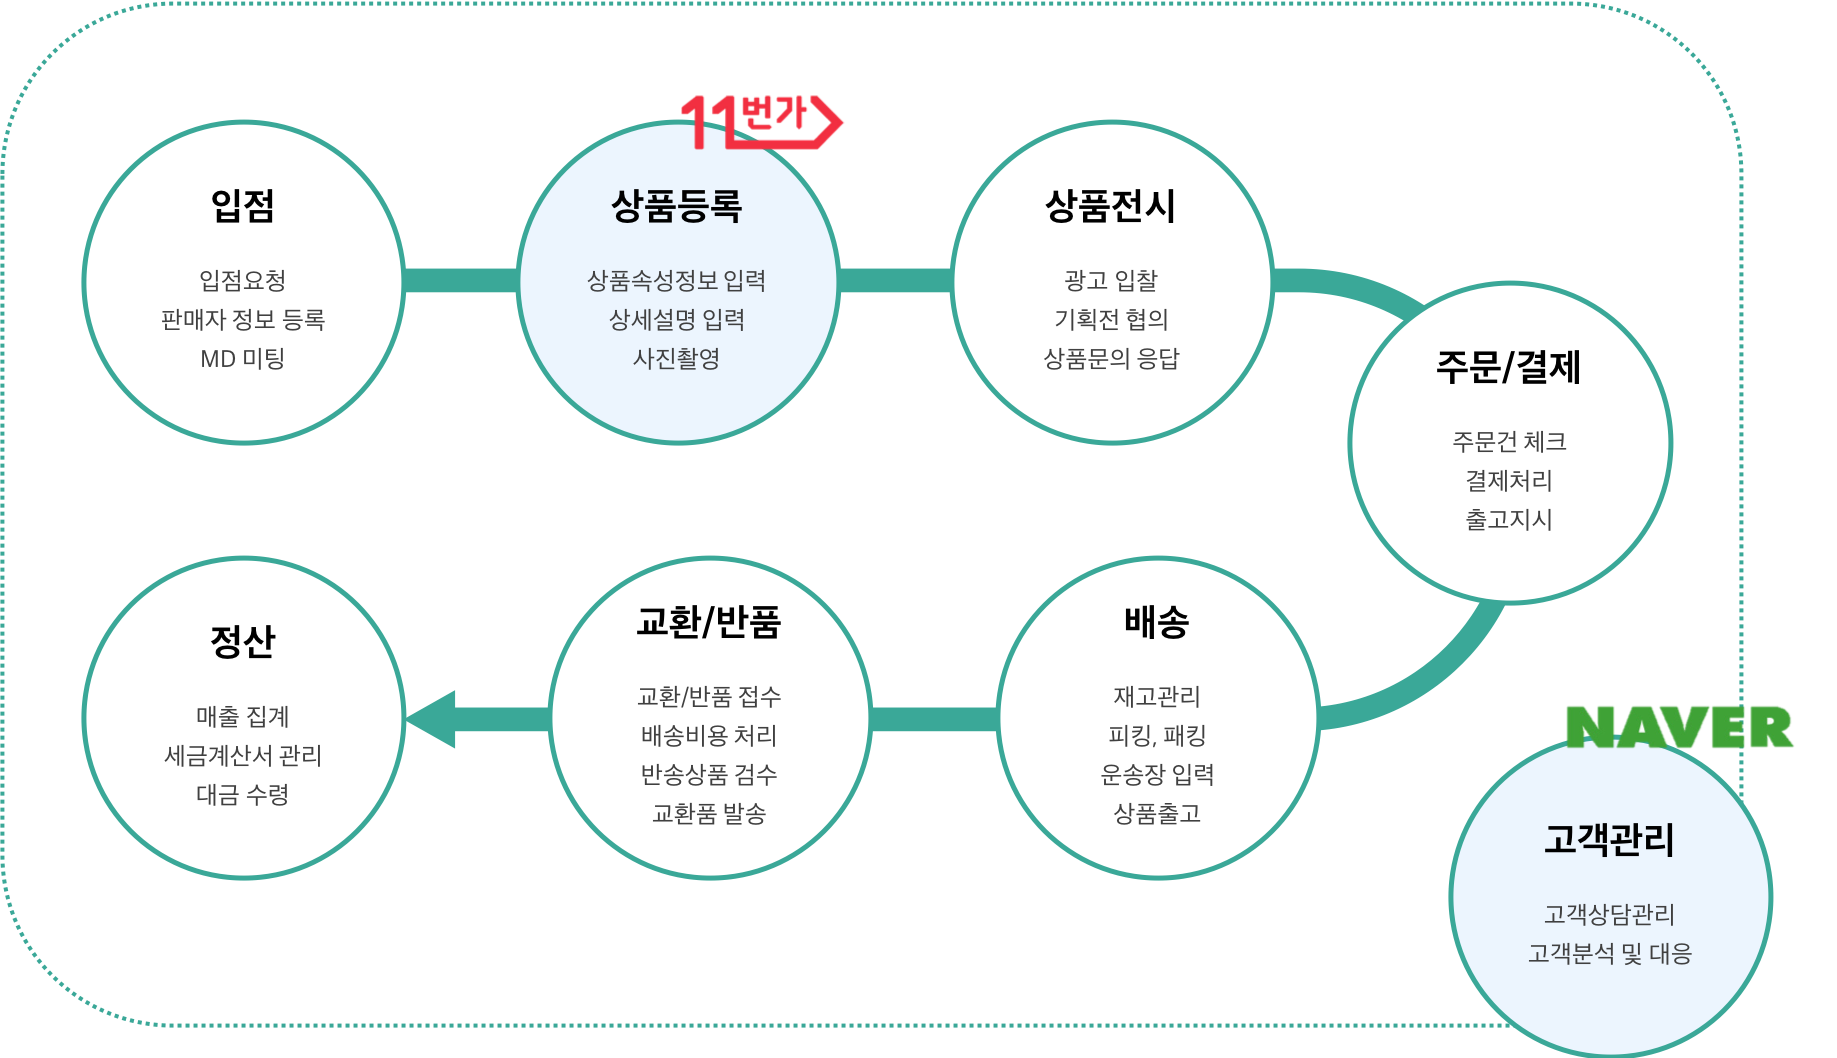 11번가
입점
입점요청
판매자 정보 등록
MD 미팅
상품등록
상품속성정보 입력
상세설명 입력
사진촬영
상품전시
광고 입찰
기획전 협의
상품문의 응답
주문/결제
주문건 체크
결제처리
출고지시
배송
재고관리
피킹, 패킹
운송장 입력
상품출고
교환/반품
교환/반품 접수
배송비용 처리
반송상품 검수
교환품 발송
정산
매출 집계
세금계산서 관리
대금 수령
NAVER
고객관리
고객상담관리
고객분석 및 대응